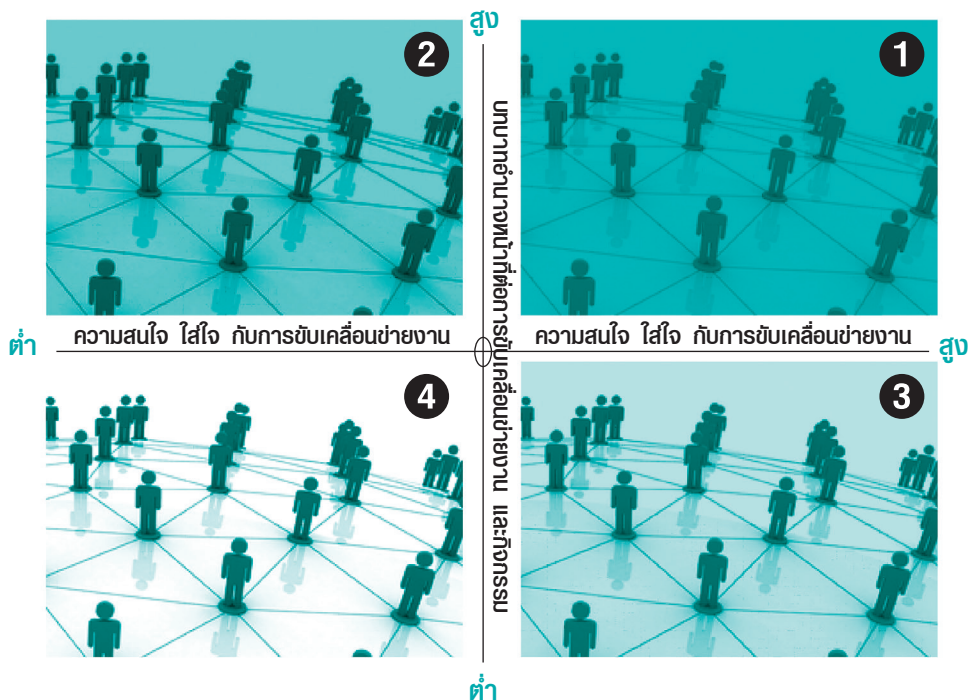 สูง
2
1
บทบาทอำนาจหน้าที่ต่อการขับเคลื่อนข่ายงาน และกิจกรรม
ต่ำ
ความสนใจ ใส่ใจ กับการขับเคลื่อนข่ายงาน
ความสนใจ ใส่ใจ กับการขับเคลื่อนข่ายงาน
สูง
4
3
ต่ำ